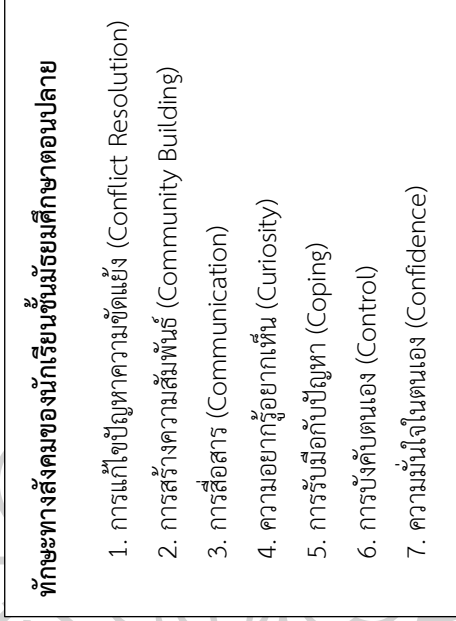 ทักษะทางสังคมของนักเรียนชั้นมัธยมศึกษาตอนปลาย
1. การแก้ไขปัญหาความขัดแย้ง (Conflict Resolution)
2. การสร้างความสัมพันธ์ (Community Building)
3. การสื่อสาร (Communication)
4. ความอยากรู้อยากเห็น (Curiosity)
5. การรับมือกับปัญหา (Coping)
6. การบังคับตนเอง (Control)
7. ความมั่นใจในตนเอง (Confidence)